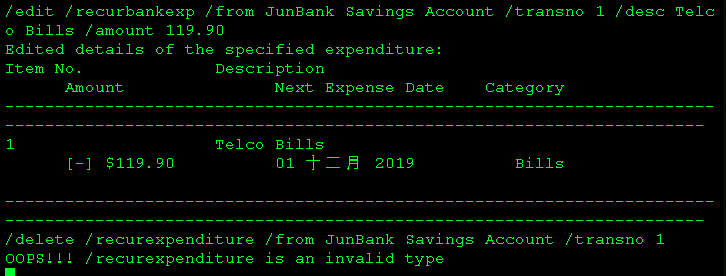 /edit /recurbankexp /from JunBank Savings Account /transno 1 /desc Telc
o Bills /amount 119.90
Edited details of the specified expenditure:
Item No. Description
Amount Next Expense Date Category
-----------------------------------------------------------------------
----------------------------------------------------------------------
1 Telco Bills
[-] $119.90 01 十二月 2019 Bills
-----------------------------------------------------------------------
----------------------------------------------------------------------
/delete /recurexpenditure /from JunBank Savings Account /transno 1
OOPS!!! /recurexpenditure is an invalid type